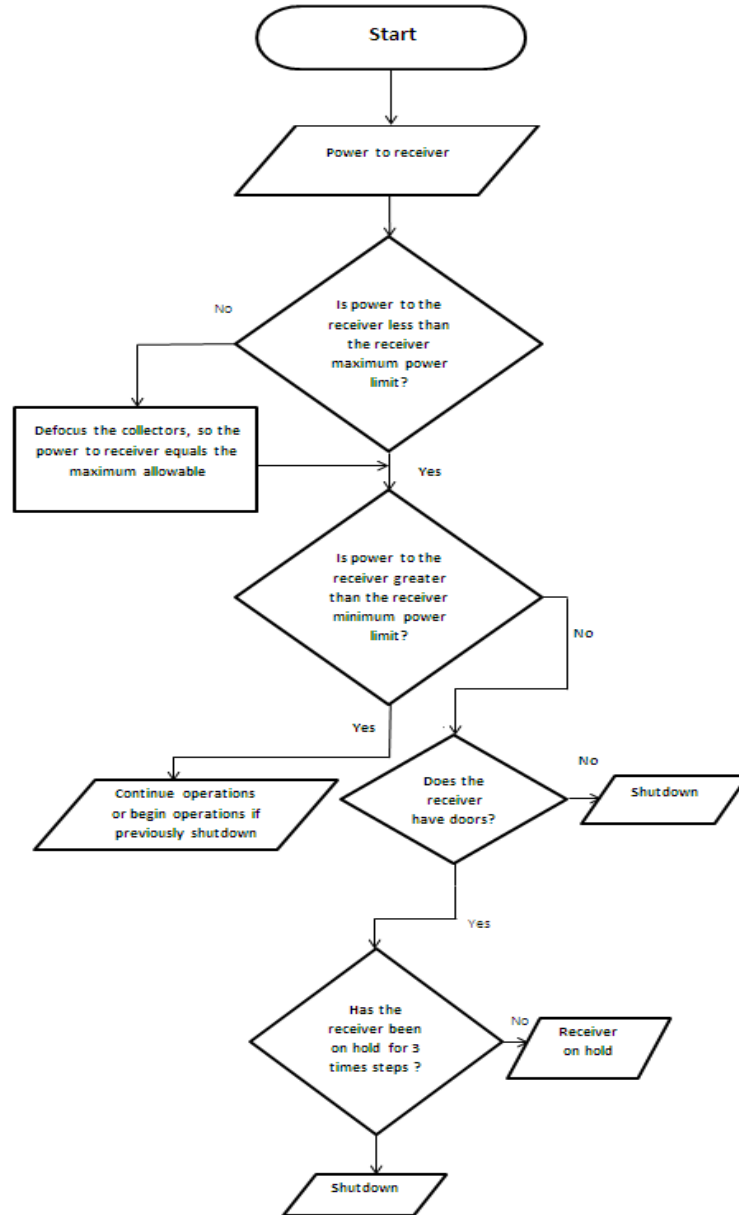 Start
Power to receiver
Is power to the
receiver less than
the receiver
maximum power
limit?
No
Defocus the collectors, so the
power to receiver equals the
maximum allowable
Yes
Is power to the
receiver greater
than the receiver
minimum power
limit?
No
Yes
Continue operations
or begin operations if
previously shutdown
Does the
receiver
have doors?
No
Shutdown
Yes
Has the
receiver been
on hold for 3
times steps ?
No
Receiver
on hold
Shutdown